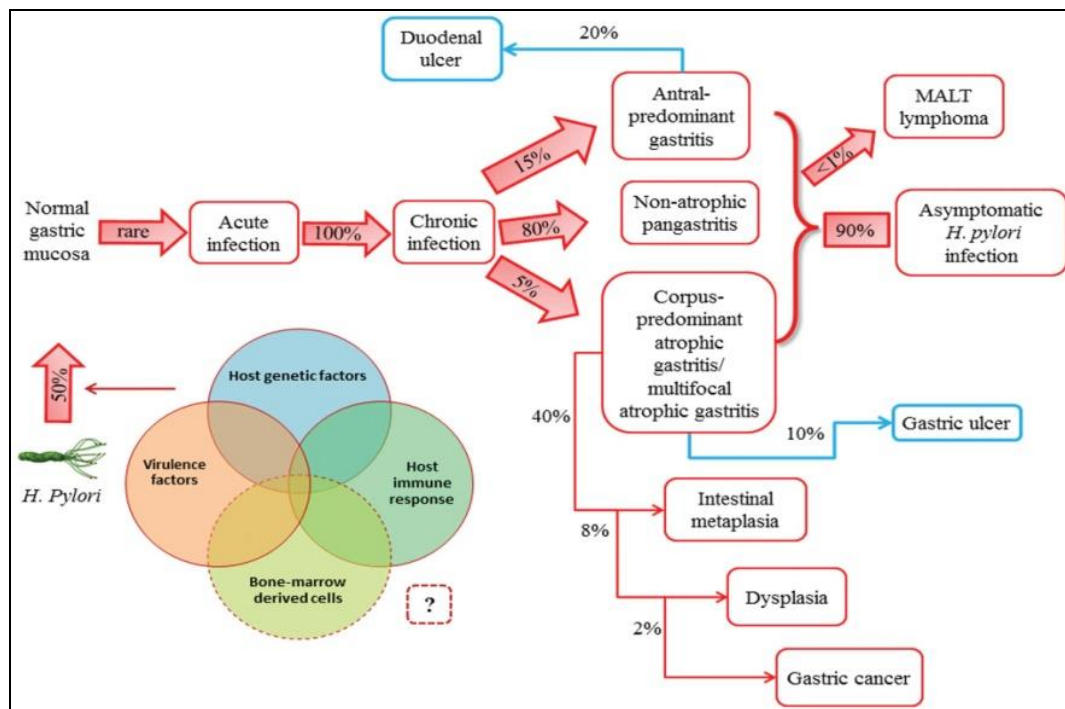 Duodenal
ulcer
20%
Antral-
predominant
gastritis
MALT
lymphoma
<1%
15%
Normal
gastric
mucosa
rare
Acute
infection
100%
Chronic
infection
80%
Non-atrophic
pangastritis
90%
Asymptomatic
H. pylori
infection
5%
Corpus-
predominant
atrophic
gastritis/
multifocal
atrophic gastritis
50%
H. Pylori
Host genetic factors
Virulence
factors
Host
immune
response
Bone-marrow
derived cells
?
40%
10%
Gastric ulcer
Intestinal
metaplasia
8%
Dysplasia
2%
Gastric cancer